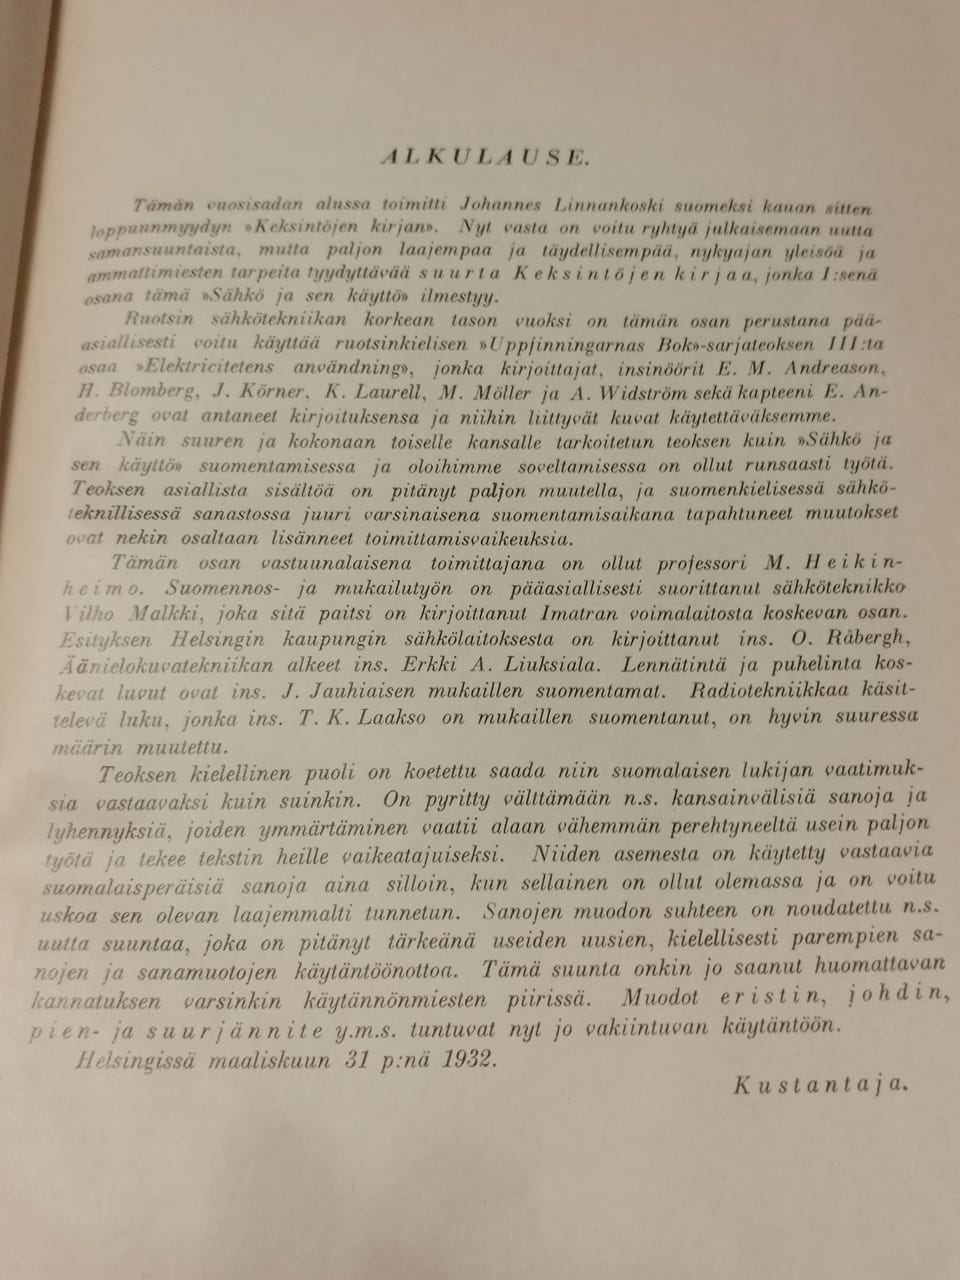 ALKULAUSE.
Tämän vuosisadan alussa toimitti Johannes Linnankoski suomeksi kauan sitten
loppuunmyydyn »Keksintöjen kirjan». Nyt vasta on voitu ryhtyä julkaisemaan uutta
samansuuntaista, mutta paljon laajempaa ja täydellisempää, nykyajan yleisöä ja
ammattimiesten tarpeita tyydyttävää suurta Keksintöjen kirjaa, jonka I:senä
osana tämä »Sähkö ja sen käyttö» ilmestyy.
Ruotsin sähkötekniikan korkean tason vuoksi on tämän osan perustana pää-
asiallisesti voitu käyttää ruotsinkielisen »Uppfinningarnas Bok»-sarjateoksen III:ta
osaa »Elektricitetens användning», jonka kirjoittajat, insinöörit E. M. Andreason,
H. Blomberg, J. Körner, K. Laurell, M. Möller ja A. Widström sekä kapteeni E. An-
derberg ovat antaneet kirjoituksensa ja niihin liittyvät kuvat käytettäväksemme.
Näin suuren ja kokonaan toiselle kansalle tarkoitetun teoksen kuin »Sähkö ja
sen käyttö» suomentamisessa ja oloihimme soveltamisessa on ollut runsaasti työtä.
Teoksen asiallista sisältöä on pitänyt paljon muutella, ja suomenkielisessä sähkö-
teknillisessä sanastossa juuri varsinaisena suomentamisaikana tapahtuneet muutokset
ovat nekin osaltaan lisänneet toimittamisvaikeuksia.
Tämän osan vastuunalaisena toimittajana on ollut professori M. Heikin-
heimo. Suomennos- ja mukailutyön on pääasiallisesti suorittanut sähköteknikko
Vilho Malkki, joka sitä paitsi on kirjoittanut Imatran voimalaitosta koskevan osan.
Esityksen Helsingin kaupungin sähkölaitoksesta on kirjoittanut ins. O. Råbergh,
Äänielokuvatekniikan alkeet ins. Erkki A. Liuksiala. Lennätintä ja puhelinta kos-
kevat luvut ovat ins. J. Jauhiaisen mukaillen suomentamat. Radiotekniikkaa käsit-
televä luku, jonka ins. T. K. Laakso on mukaillen suomentanut, on hyvin suuressa
määrin muutettu.
Teoksen kielellinen puoli on koetettu saada niin suomalaisen lukijan vaatimuk-
sia vastaavaksi kuin suinkin. On pyritty välttämään n.s. kansainvälisiä sanoja ja
lyhennyksiä, joiden ymmärtäminen vaatii alaan vähemmän perehtyneeltä usein paljon
työtä ja tekee tekstin heille vaikeatajuiseksi. Niiden asemesta on käytetty vastaavia
suomalaisperäisiä sanoja aina silloin, kun sellainen on ollut olemassa ja on voitu
uskoa sen olevan laajemmalti tunnetun. Sanojen muodon suhteen on noudatettu n.s.
uutta suuntaa, joka on pitänyt tärkeänä useiden uusien, kielellisesti parempien sa-
nojen ja sanamuotojen käytäntöönottoa. Tämä suunta onkin jo saanut huomattavan
kannatuksen varsinkin käytännönmiesten piirissä. Muodot eristin, johdin,
pien- ja suurjännite y.m.s. tuntuvat nyt jo vakiintuvan käytäntöön.
Helsingissä maaliskuun 31 p:nä 1932.
Kustantaja.